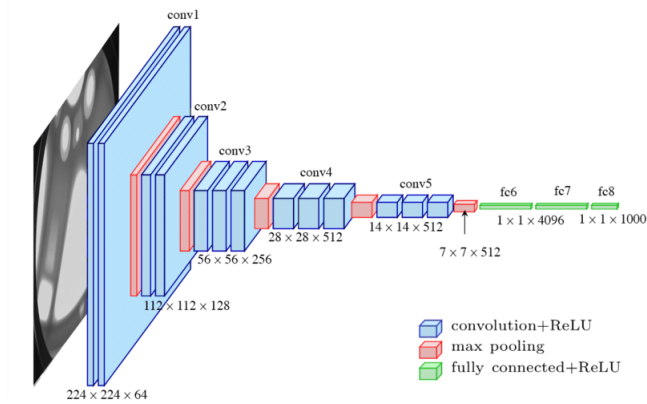 conv1
conv2
conv3
conv4
conv5
fc6
fc7
fc8
1 × 1 × 4096
1 × 1 × 1000
14 × 14 × 512
28 × 28 × 512
7 × 7 × 512
56 × 56 × 256
112 × 112 × 128
224 × 224 × 64
convolution+ReLU
max pooling
fully connected+ReLU